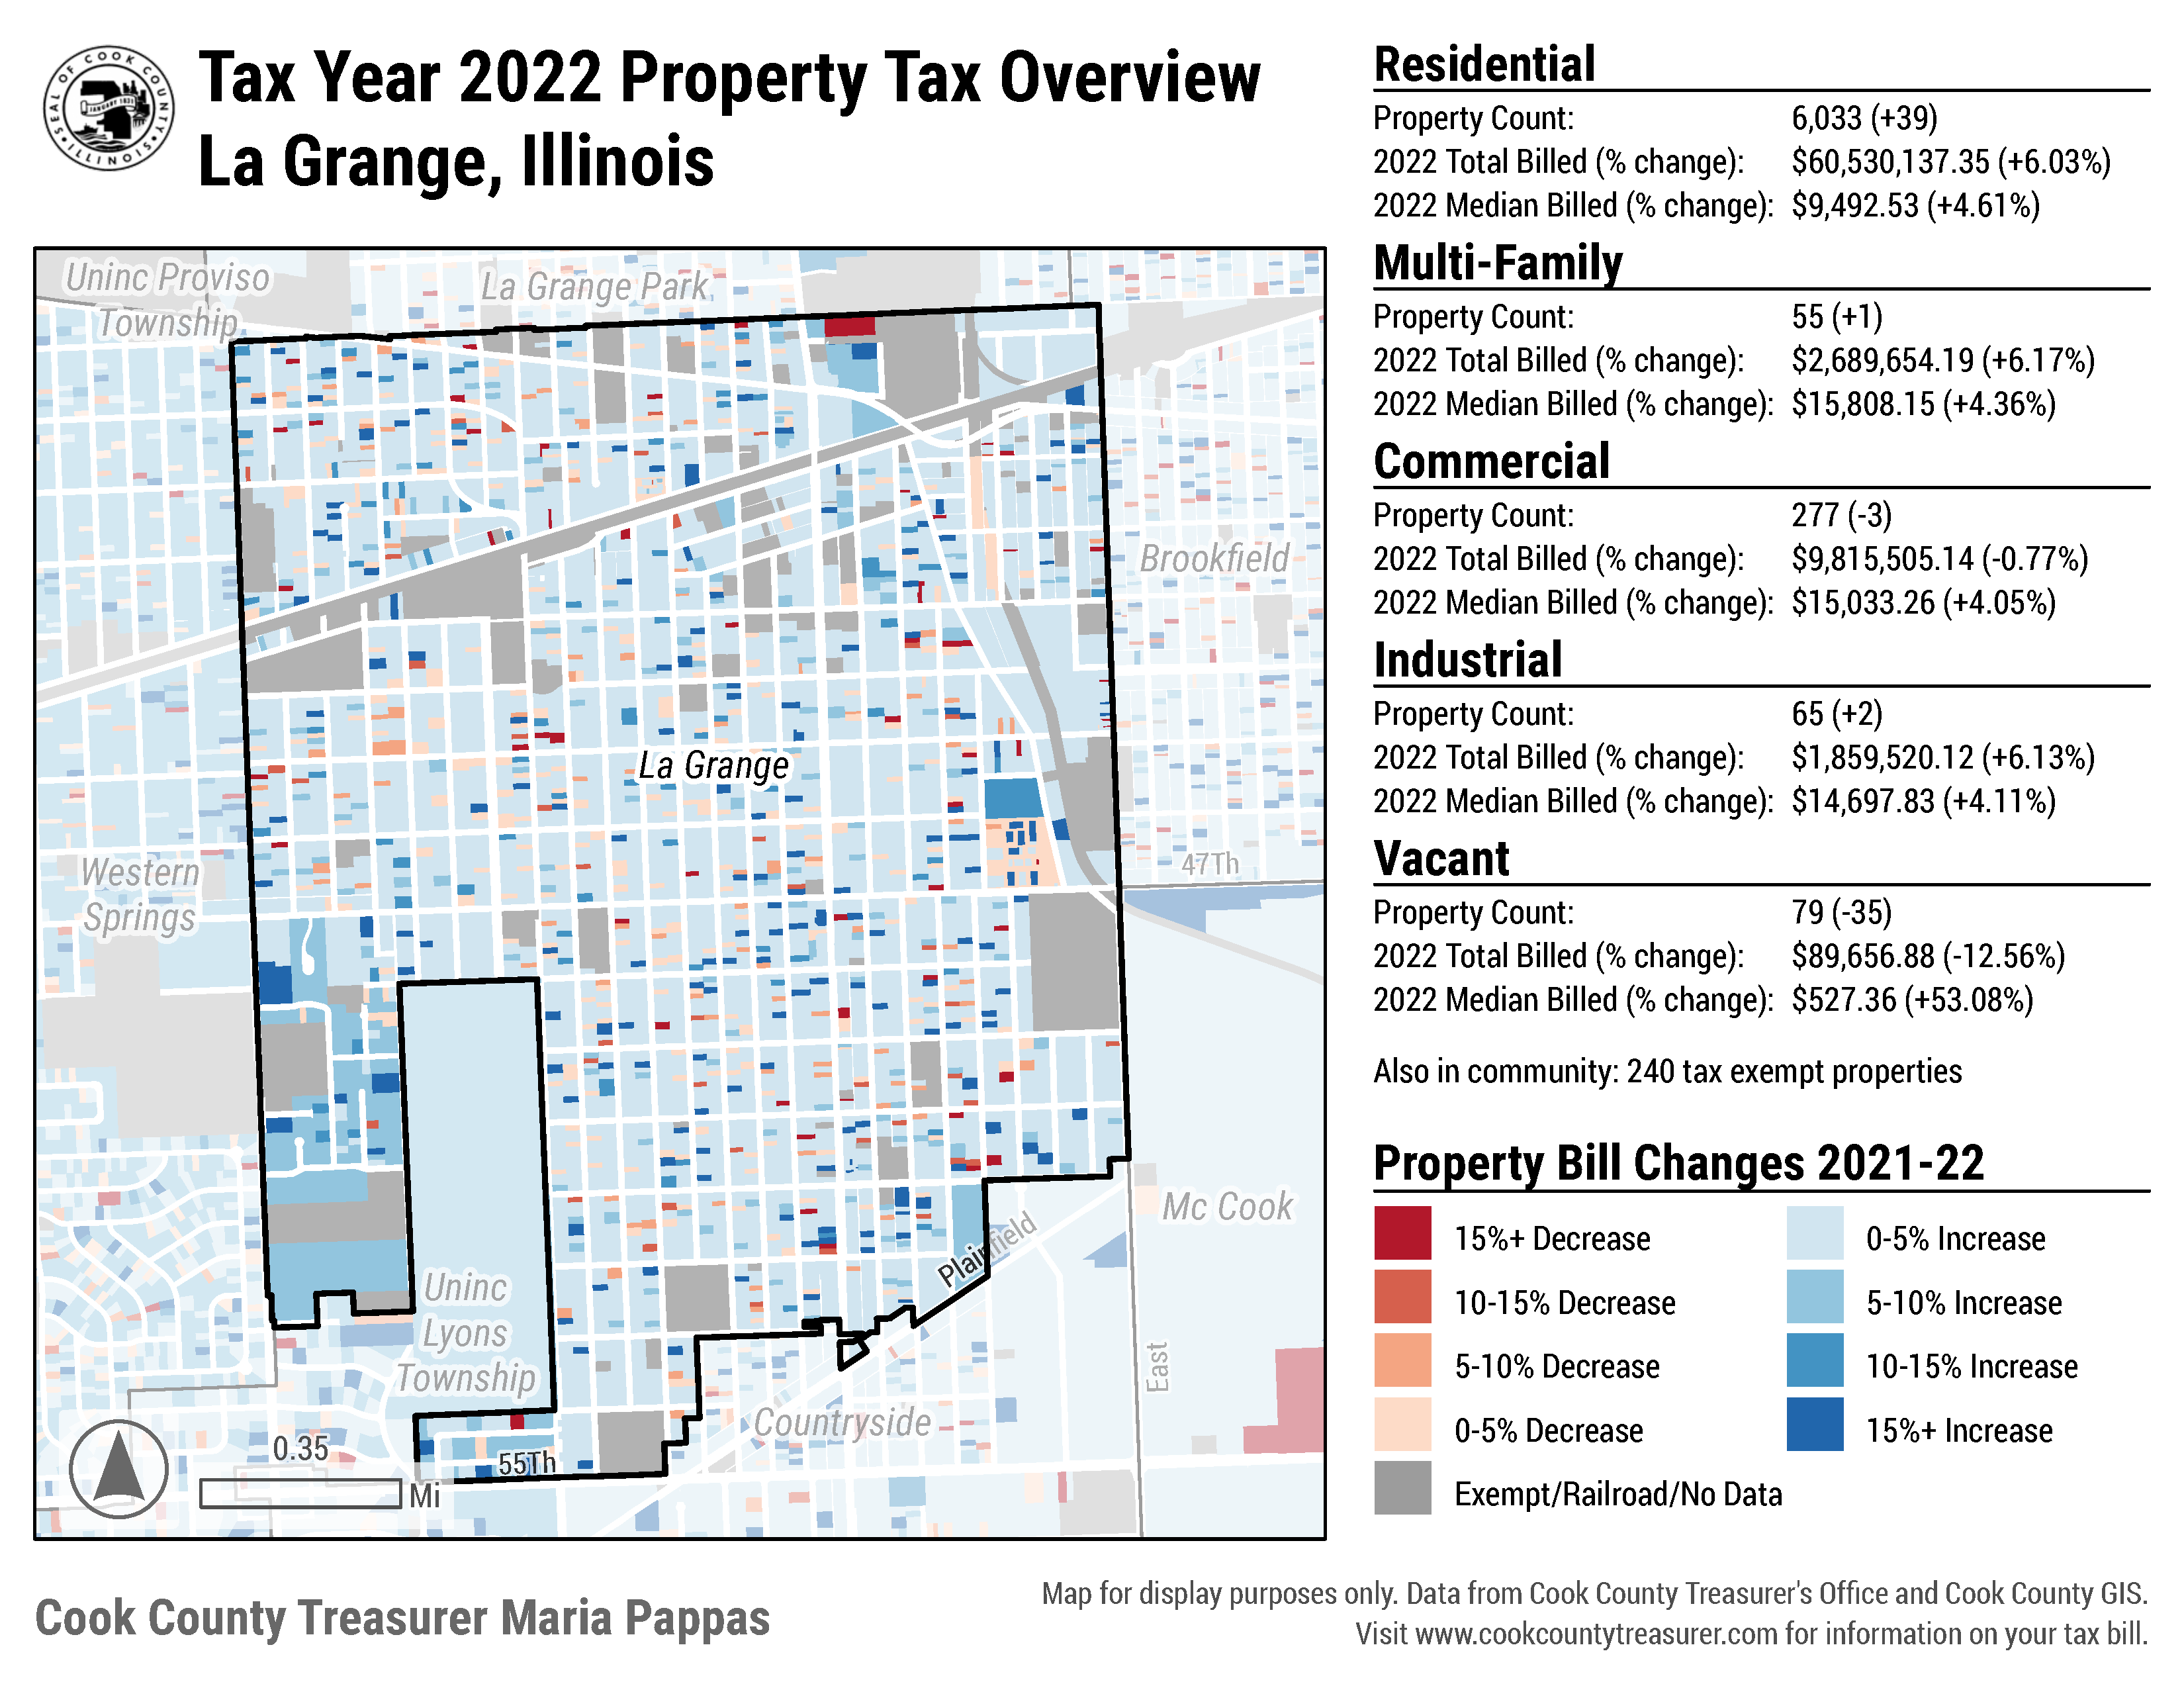 SEAL OF COOK COUNTY
JANUARY 1831
ILLINOIS
Tax Year 2022 Property Tax Overview
La Grange, Illinois
Uninc Proviso
Township
La Grange Park
Brookfield
La Grange
47Th
Western
Springs
Mc Cook
Plainfield
Uninc
Lyons
Township
East
Countryside
55Th
0.35
Mi
Residential
Property Count: 6,033 (+39)
2022 Total Billed (% change): $60,530,137.35 (+6.03%)
2022 Median Billed (% change): $9,492.53 (+4.61%)
Multi-Family
Property Count: 55 (+1)
2022 Total Billed (% change): $2,689,654.19 (+6.17%)
2022 Median Billed (% change): $15,808.15 (+4.36%)
Commercial
Property Count: 277 (-3)
2022 Total Billed (% change): $9,815,505.14 (-0.77%)
2022 Median Billed (% change): $15,033.26 (+4.05%)
Industrial
Property Count: 65 (+2)
2022 Total Billed (% change): $1,859,520.12 (+6.13%)
2022 Median Billed (% change): $14,697.83 (+4.11%)
Vacant
Property Count: 79 (-35)
2022 Total Billed (% change): $89,656.88 (-12.56%)
2022 Median Billed (% change): $527.36 (+53.08%)
Also in community: 240 tax exempt properties
Property Bill Changes 2021-22
15%+ Decrease
10-15% Decrease
5-10% Decrease
0-5% Decrease
Exempt/Railroad/No Data
0-5% Increase
5-10% Increase
10-15% Increase
15%+ Increase
Cook County Treasurer Maria Pappas
Map for display purposes only. Data from Cook County Treasurer's Office and Cook County GIS.
Visit www.cookcountytreasurer.com for information on your tax bill.